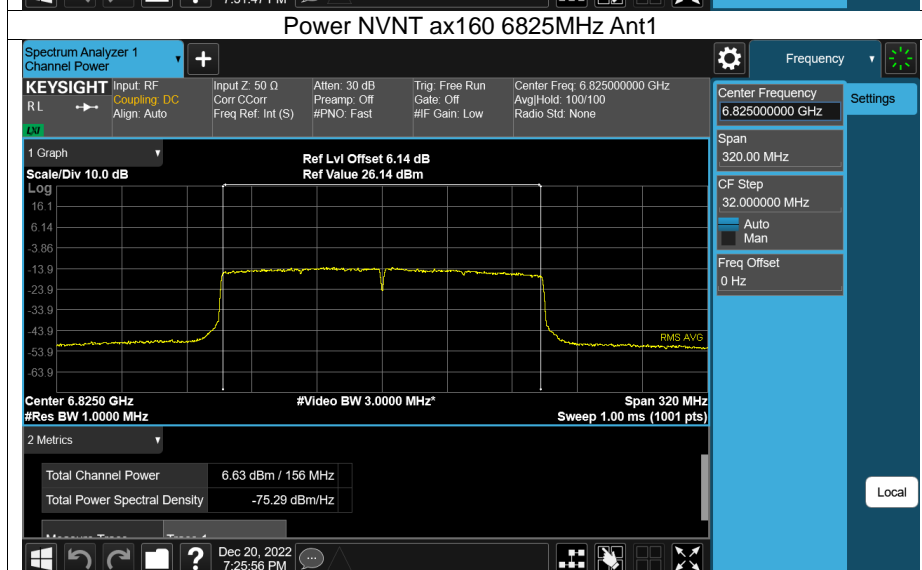 7:31:47 PM
Power NVNT ax160 6825MHz Ant1
Spectrum Analyzer 1
Channel Power
Frequency
KEYSIGHT
Input: RF
Coupling: DC
Align: Auto
Input Z: 50 Ω
Corr CCorr
Freq Ref: Int (S)
Atten: 30 dB
Preamp: Off
#PNO: Fast
Trig: Free Run
Gate: Off
#IF Gain: Low
Center Freq: 6.825000000 GHz
Avg|Hold: 100/100
Radio Std: None
R L
LXI
Center Frequency
6.825000000 GHz
Settings
Span
320.00 MHz
CF Step
32.000000 MHz
Auto
Man
Freq Offset
0 Hz
1 Graph
Scale/Div 10.0 dB
Ref Lvl Offset 6.14 dB
Ref Value 26.14 dBm
Log
16.1
6.14
-3.86
-13.9
-23.9
-33.9
-43.9
-53.9
-63.9
RMS AVG
Center 6.8250 GHz
#Video BW 3.0000 MHz*
Span 320 MHz
#Res BW 1.0000 MHz
Sweep 1.00 ms (1001 pts)
2 Metrics
Total Channel Power 6.63 dBm / 156 MHz
Total Power Spectral Density -75.29 dBm/Hz
Local
Dec 20, 2022
7:25:56 PM